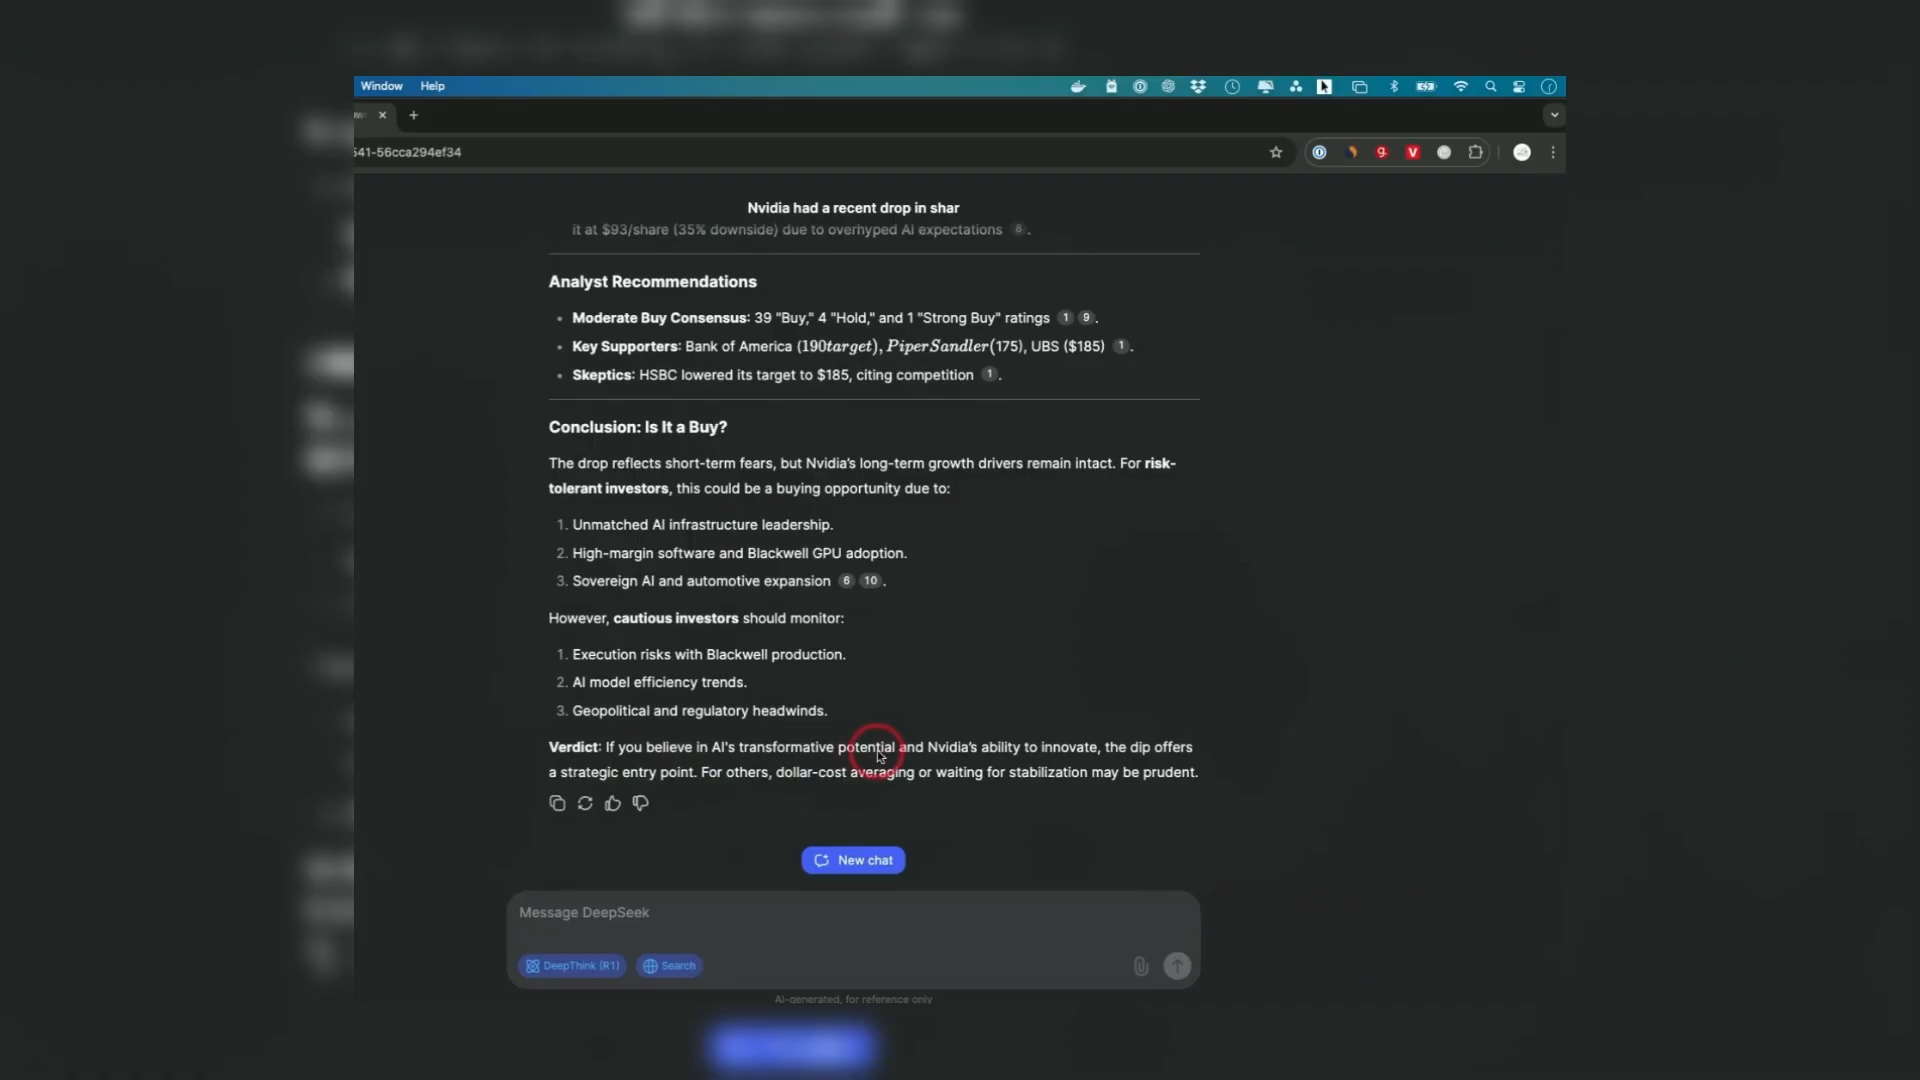 Window Help
541-56cca294ef34
Nvidia had a recent drop in shar
it at $93/share (35% downside) due to overhyped AI expectations 8 .
Analyst Recommendations
• Moderate Buy Consensus: 39 "Buy," 4 "Hold," and 1 "Strong Buy" ratings 1 9 .
• Key Supporters: Bank of America (190target), PiperSandler(175), UBS ($185) 1 .
• Skeptics: HSBC lowered its target to $185, citing competition 1 .
Conclusion: Is It a Buy?
The drop reflects short-term fears, but Nvidia's long-term growth drivers remain intact. For risk-
tolerant investors, this could be a buying opportunity due to:
1. Unmatched AI infrastructure leadership.
2. High-margin software and Blackwell GPU adoption.
3. Sovereign AI and automotive expansion 6 10 .
However, cautious investors should monitor:
1. Execution risks with Blackwell production.
2. AI model efficiency trends.
3. Geopolitical and regulatory headwinds.
Verdict: If you believe in AI's transformative potential and Nvidia's ability to innovate, the dip offers
a strategic entry point. For others, dollar-cost averaging or waiting for stabilization may be prudent.
New chat
Message DeepSeek
DeepThink (R1) Search
AI-generated, for reference only